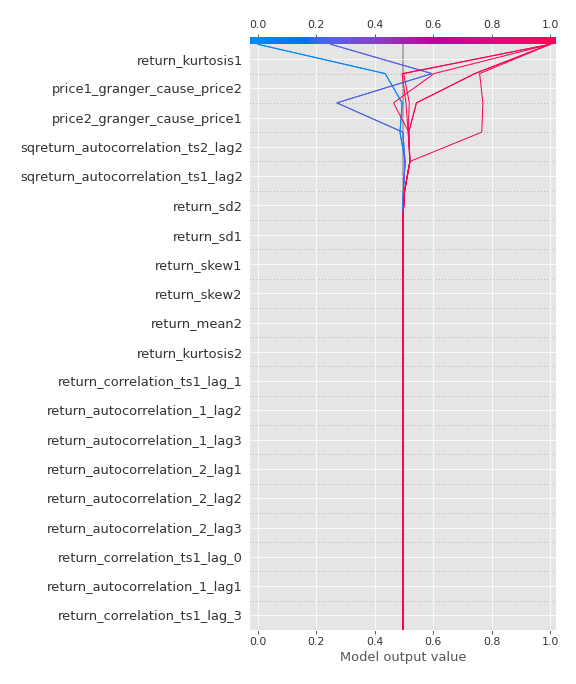 0.0 0.2 0.4 0.6 0.8 1.0
return_kurtosis1
price1_granger_cause_price2
price2_granger_cause_price1
sqreturn_autocorrelation_ts2_lag2
sqreturn_autocorrelation_ts1_lag2
return_sd2
return_sd1
return_skew1
return_skew2
return_mean2
return_kurtosis2
return_correlation_ts1_lag_1
return_autocorrelation_1_lag2
return_autocorrelation_1_lag3
return_autocorrelation_2_lag1
return_autocorrelation_2_lag2
return_autocorrelation_2_lag3
return_correlation_ts1_lag_0
return_autocorrelation_1_lag1
return_correlation_ts1_lag_3
0.0 0.2 0.4 0.6 0.8 1.0
Model output value